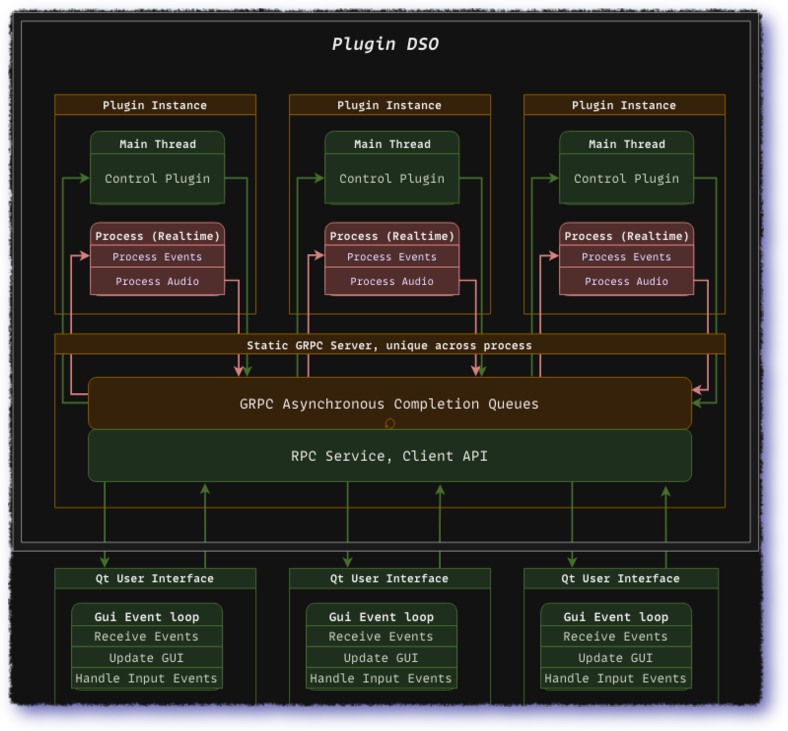 Plugin DSO
Plugin Instance
Main Thread
Control Plugin
Process (Realtime)
Process Events
Process Audio
Plugin Instance
Main Thread
Control Plugin
Process (Realtime)
Process Events
Process Audio
Plugin Instance
Main Thread
Control Plugin
Process (Realtime)
Process Events
Process Audio
Static GRPC Server, unique across process
GRPC Asynchronous Completion Queues
RPC Service, Client API
Qt User Interface
Gui Event loop
Receive Events
Update GUI
Handle Input Events
Qt User Interface
Gui Event loop
Receive Events
Update GUI
Handle Input Events
Qt User Interface
Gui Event loop
Receive Events
Update GUI
Handle Input Events